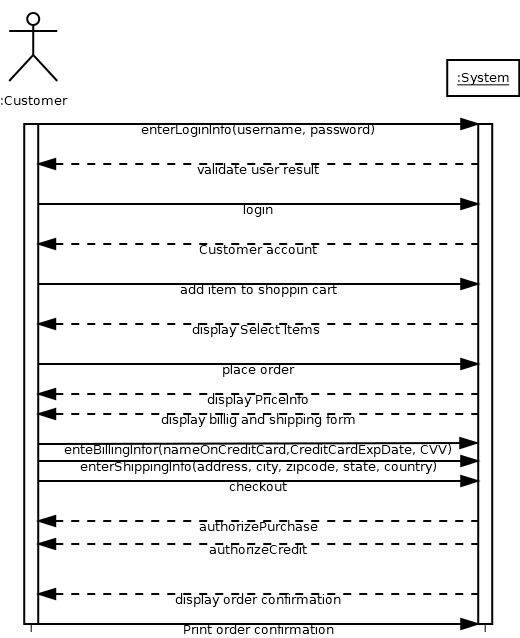 :Customer
:System
enterLoginInfo(username, password)
validate user result
login
Customer account
add item to shoppin cart
display Select Items
place order
display PriceInfo
display billig and shipping form
enteBillingInfor(nameOnCreditCard,CreditCardExpDate, CVV)
enterShippingInfo(address, city, zipcode, state, country)
checkout
authorizePurchase
authorizeCredit
display order confirmation
Print order confirmation